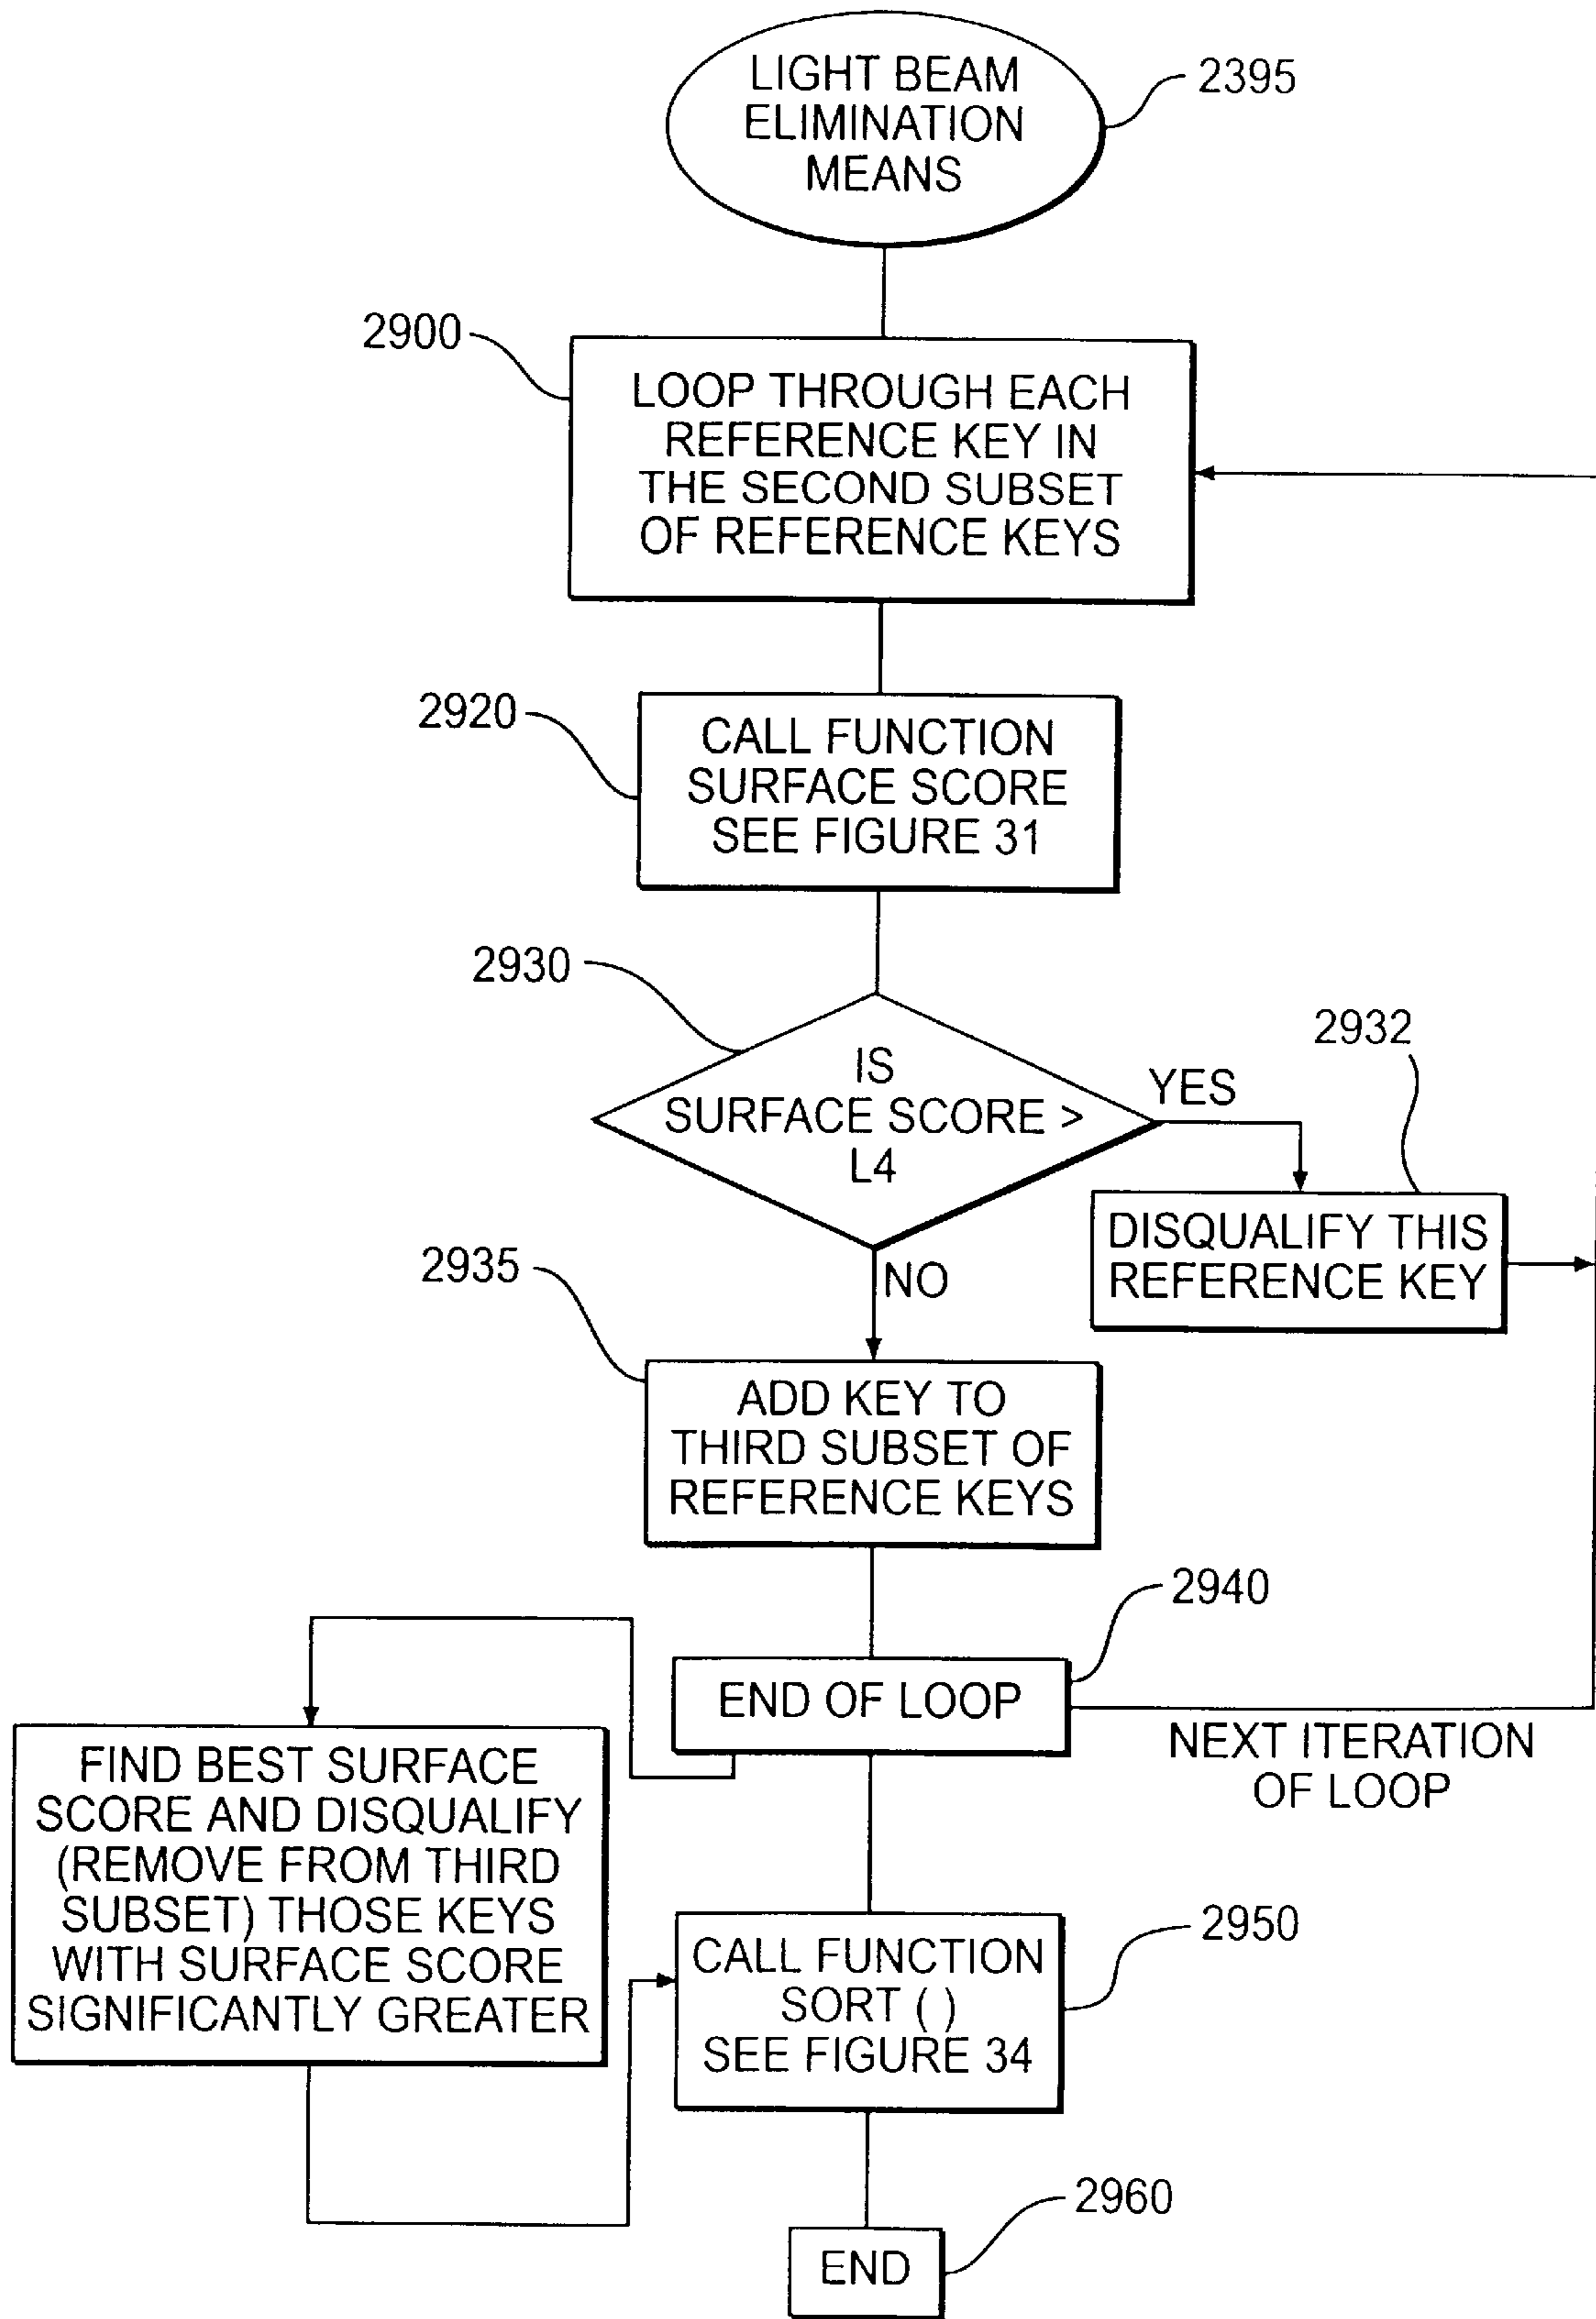 LIGHT BEAM
ELIMINATION
MEANS
2395
2900
LOOP THROUGH EACH
REFERENCE KEY IN
THE SECOND SUBSET
OF REFERENCE KEYS
2920
CALL FUNCTION
SURFACE SCORE
SEE FIGURE 31
2930
IS
SURFACE SCORE >
L4
YES
2932
DISQUALIFY THIS
REFERENCE KEY
NO
2935
ADD KEY TO
THIRD SUBSET OF
REFERENCE KEYS
2940
END OF LOOP
NEXT ITERATION
OF LOOP
FIND BEST SURFACE
SCORE AND DISQUALIFY
(REMOVE FROM THIRD
SUBSET) THOSE KEYS
WITH SURFACE SCORE
SIGNIFICANTLY GREATER
2950
CALL FUNCTION
SORT ( )
SEE FIGURE 34
2960
END